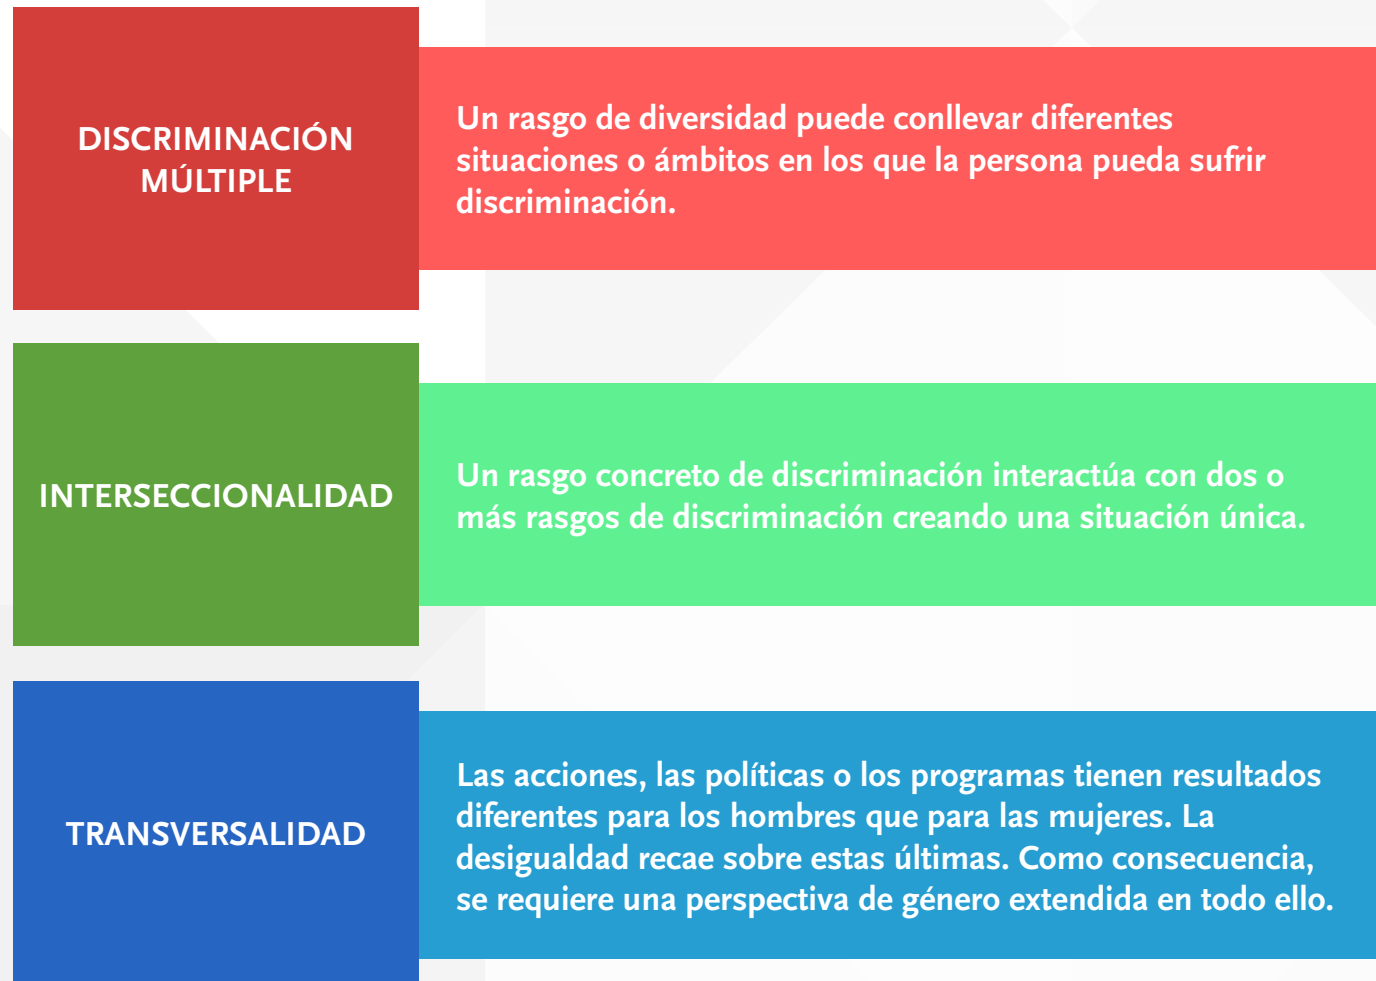 DISCRIMINACIÓN
MÚLTIPLE
Un rasgo de diversidad puede conllevar diferentes
situaciones o ámbitos en los que la persona pueda sufrir
discriminación.
INTERSECCIONALIDAD
Un rasgo concreto de discriminación interactúa con dos o
más rasgos de discriminación creando una situación única.
TRANSVERSALIDAD
Las acciones, las políticas o los programas tienen resultados
diferentes para los hombres que para las mujeres. La
desigualdad recae sobre estas últimas. Como consecuencia,
se requiere una perspectiva de género extendida en todo ello.